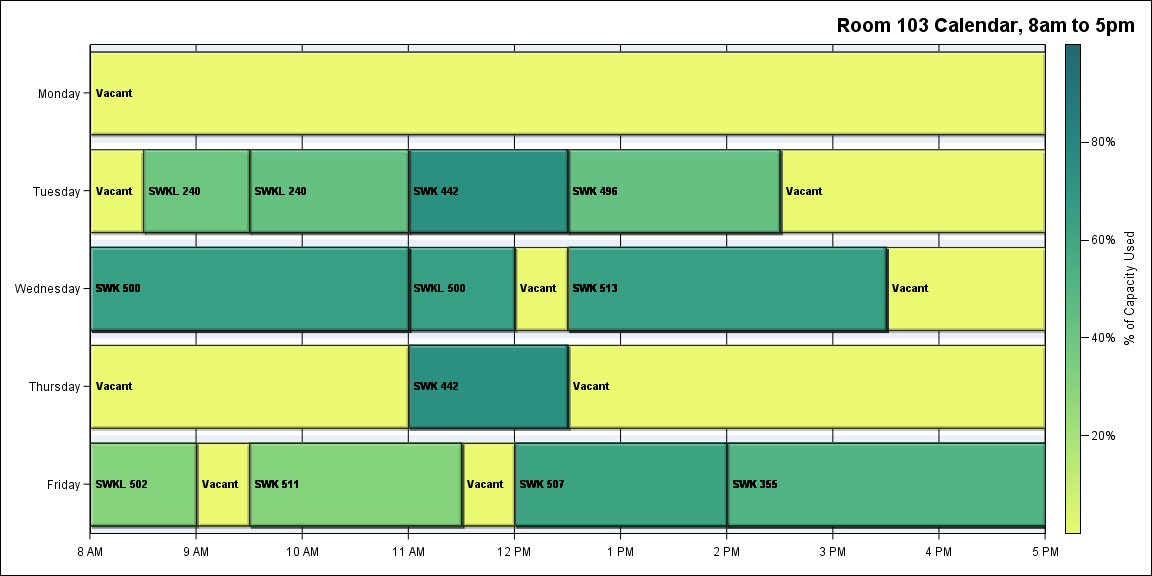 Room 103 Calendar, 8am to 5pm
Monday
Vacant
Tuesday
Vacant
SWKL 240
SWKL 240
SWK 442
SWK 496
Vacant
Wednesday
SWK 500
SWKL 500
Vacant
SWK 513
Vacant
Thursday
Vacant
SWK 442
Vacant
Friday
SWKL 502
Vacant
SWK 511
Vacant
SWK 507
SWK 355
8 AM
9 AM
10 AM
11 AM
12 PM
1 PM
2 PM
3 PM
4 PM
5 PM
80%
60%
40%
20%
% of Capacity Used